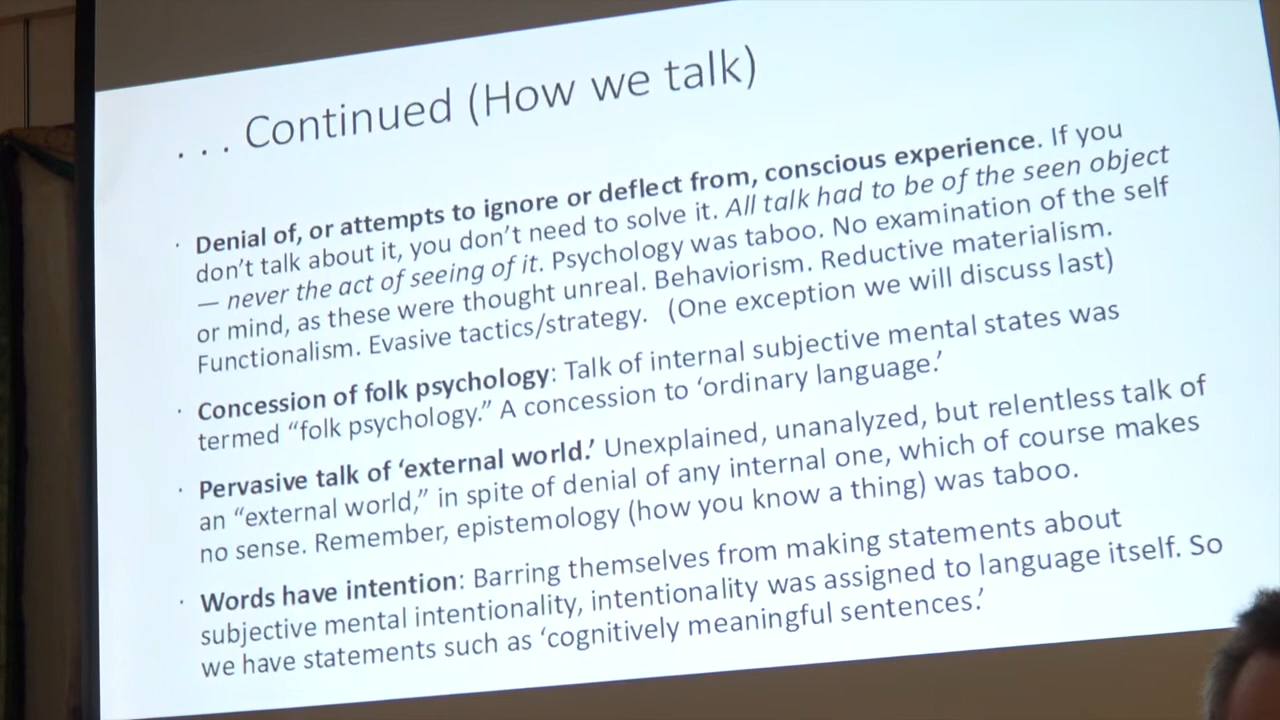 . . . Continued (How we talk)
· Denial of, or attempts to ignore or deflect from, conscious experience. If you
don’t talk about it, you don’t need to solve it. All talk had to be of the seen object
— never the act of seeing of it. Psychology was taboo. No examination of the self
or mind, as these were thought unreal. Behaviorism. Reductive materialism.
Functionalism. Evasive tactics/strategy. (One exception we will discuss last)
· Concession of folk psychology: Talk of internal subjective mental states was
termed “folk psychology.” A concession to ‘ordinary language.’
· Pervasive talk of ‘external world.’ Unexplained, unanalyzed, but relentless talk of
an “external world,” in spite of denial of any internal one, which of course makes
no sense. Remember, epistemology (how you know a thing) was taboo.
· Words have intention: Barring themselves from making statements about
subjective mental intentionality, intentionality was assigned to language itself. So
we have statements such as ‘cognitively meaningful sentences.’